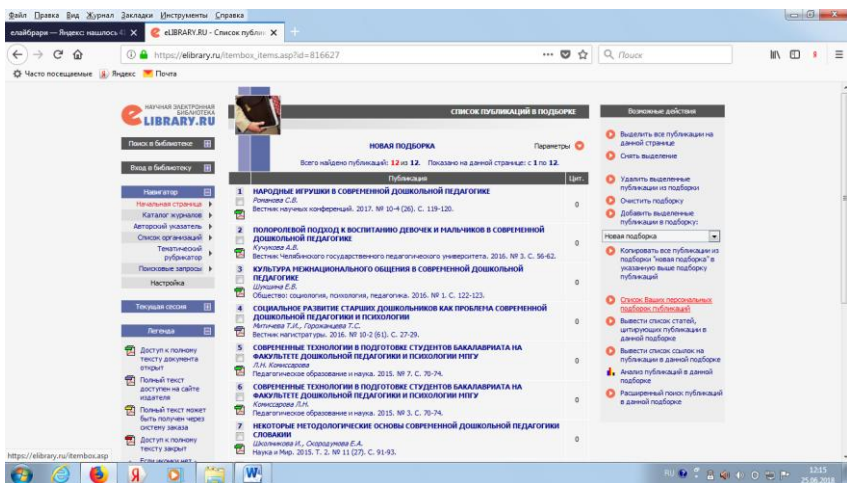 Файл Правка Вид Журнал Закладки Инструменты Справка
елайбрари — Яндекс: нашлось 4
eLIBRARY.RU - Список публик
https://elibrary.ru/itembox_items.asp?id=816627
Поиск
Часто посещаемые Яндекс Почта
НАУЧНАЯ ЭЛЕКТРОННАЯ
БИБЛИОТЕКА
LIBRARY.RU
Поиск в библиотеке
Вход в библиотеку
Навигатор
Начальная страница
Каталог журналов
Авторский указатель
Список организаций
Тематический
рубрикатор
Поисковые запросы
Настройка
Текущая сессия
Легенда
Доступ к полному
тексту документа
открыт
Полный текст
доступен на сайте
издателя
Полный текст может
быть получен через
систему заказа
Доступ к полному
тексту закрыт
Если иконки нет -
СПИСОК ПУБЛИКАЦИЙ В ПОДБОРКЕ
НОВАЯ ПОДБОРКА
Параметры
Всего найдено публикаций: 12 из 12. Показано на данной странице: с 1 по 12.
Публикация Цит.
1 НАРОДНЫЕ ИГРУШКИ В СОВРЕМЕННОЙ ДОШКОЛЬНОЙ ПЕДАГОГИКЕ
Романова С.В.
Вестник научных конференций. 2017. № 10-4 (26). С. 119-120.
0
2 ПОЛОРОЛЕВОЙ ПОДХОД К ВОСПИТАНИЮ ДЕВОЧЕК И МАЛЬЧИКОВ В СОВРЕМЕННОЙ
ДОШКОЛЬНОЙ ПЕДАГОГИКЕ
Кучукова А.В.
Вестник Челябинского государственного педагогического университета. 2016. № 3. С. 56-62.
0
3 КУЛЬТУРА МЕЖНАЦИОНАЛЬНОГО ОБЩЕНИЯ В СОВРЕМЕННОЙ ДОШКОЛЬНОЙ
ПЕДАГОГИКЕ
Шукшина Е.В.
Общество: социология, психология, педагогика. 2016. № 1. С. 122-123.
0
4 СОЦИАЛЬНОЕ РАЗВИТИЕ СТАРШИХ ДОШКОЛЬНИКОВ КАК ПРОБЛЕМА СОВРЕМЕННОЙ
ДОШКОЛЬНОЙ ПЕДАГОГИКИ И ПСИХОЛОГИИ
Митичева Т.И., Горожанцева Т.С.
Вестник магистратуры. 2016. № 10-2 (61). С. 27-29.
0
5 СОВРЕМЕННЫЕ ТЕХНОЛОГИИ В ПОДГОТОВКЕ СТУДЕНТОВ БАКАЛАВРИАТА НА
ФАКУЛЬТЕТЕ ДОШКОЛЬНОЙ ПЕДАГОГИКИ И ПСИХОЛОГИИ МПГУ
Л.Н. Комиссарова
Педагогическое образование и наука. 2015. № 7. С. 70-74.
0
6 СОВРЕМЕННЫЕ ТЕХНОЛОГИИ В ПОДГОТОВКЕ СТУДЕНТОВ БАКАЛАВРИАТА НА
ФАКУЛЬТЕТЕ ДОШКОЛЬНОЙ ПЕДАГОГИКИ И ПСИХОЛОГИИ МПГУ
Комиссарова Л.Н.
Педагогическое образование и наука. 2015. № 3. С. 70-74.
0
7 НЕКОТОРЫЕ МЕТОДОЛОГИЧЕСКИЕ ОСНОВЫ СОВРЕМЕННОЙ ДОШКОЛЬНОЙ ПЕДАГОГИКИ
СЛОВАКИИ
Школьникова И., Скородумова Е.А.
Наука и Мир. 2015. Т. 2. № 11 (27). С. 91-93.
0
Возможные действия
Выделить все публикации на
данной странице
Снять выделение
Удалить выделенные
публикации из подборки
Очистить подборку
Добавить выделенные
публикации в подборку:
Новая подборка
Копировать все публикации из
подборки "новая подборка" в
указанную выше подборку
публикаций
Список Ваших персональных
подборок публикаций
Вывести список статей,
цитирующих публикации в
данной подборке
Вывести список ссылок на
публикации в данной подборке
Анализ публикаций в данной
подборке
Расширенный поиск публикаций
в данной подборке
https://elibrary.ru/itembox.asp
RU
12:15
25.06.2018